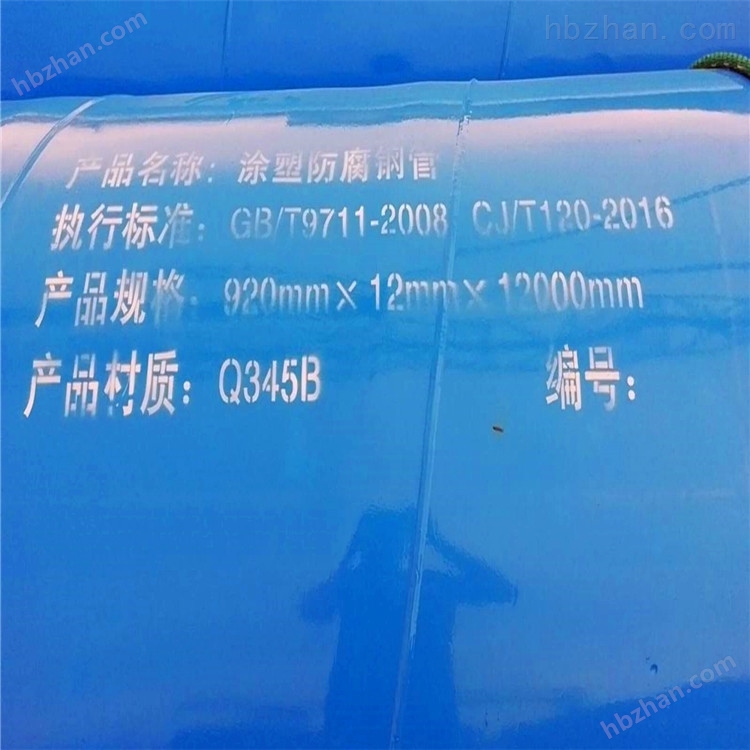 hbzhan.com
hbzhan.com
产品名称：涂塑防腐钢管
执行标准：GB/T9711-2008 CJ/T120-2016
产品规格：920mm×12mm×12000mm
产品材质：Q345B 编号：
hbzhan.com
hbzhan.com